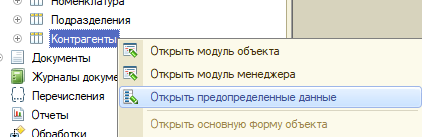 Номенклатура
Подразделения
Контрагенты
Открыть модуль объекта
Документы
Открыть модуль менеджера
Журналы докуме
Перечисления
Открыть предопределенные данные
Отчеты
Открыть основную форму объекта
Обработки